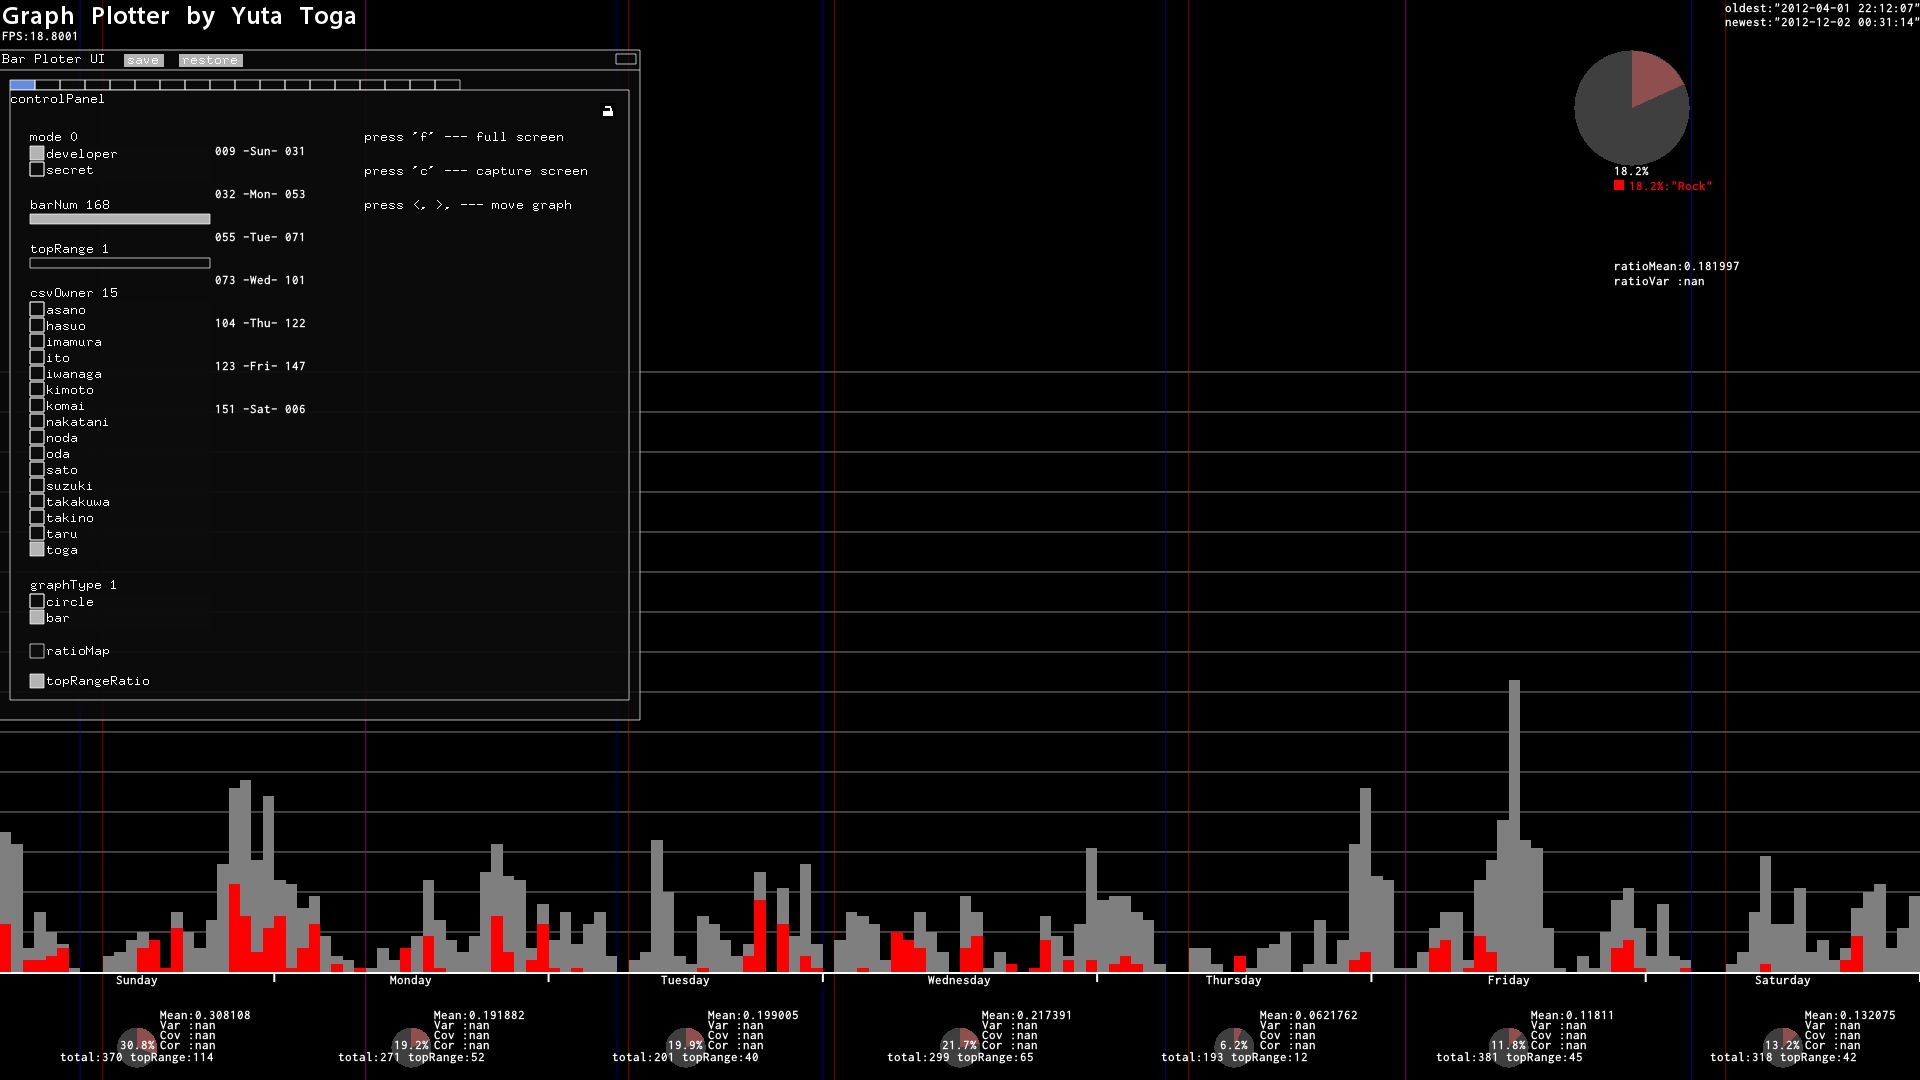 Graph Plotter by Yuta Toga
FPS:18.8001
oldest:"2012-04-01 22:12:07"
newest:"2012-12-02 00:31:14"
Bar Ploter UI save restore
controlPanel
mode 0
developer
secret
barNum 168
topRange 1
csvOwner 15
asano
hasuo
imamura
ito
iwanaga
kimoto
komai
nakatani
noda
oda
sato
suzuki
takakuwa
takino
taru
toga
graphType 1
circle
bar
ratioMap
topRangeRatio
009 -Sun- 031
032 -Mon- 053
055 -Tue- 071
073 -Wed- 101
104 -Thu- 122
123 -Fri- 147
151 -Sat- 006
press 'f' --- full screen
press 'c' --- capture screen
press <, >, --- move graph
18.2%
18.2%:"Rock"
ratioMean:0.181997
ratioVar :nan
Sunday Monday Tuesday Wednesday Thursday Friday Saturday
Mean:0.308108
Var :nan
Cov :nan
Cor :nan
30.8%
total:370 topRange:114
Mean:0.191882
Var :nan
Cov :nan
Cor :nan
19.2%
total:271 topRange:52
Mean:0.199005
Var :nan
Cov :nan
Cor :nan
19.9%
total:201 topRange:40
Mean:0.217391
Var :nan
Cov :nan
Cor :nan
21.7%
total:299 topRange:65
Mean:0.0621762
Var :nan
Cov :nan
Cor :nan
6.2%
total:193 topRange:12
Mean:0.11811
Var :nan
Cov :nan
Cor :nan
11.8%
total:381 topRange:45
Mean:0.132075
Var :nan
Cov :nan
Cor :nan
13.2%
total:318 topRange:42